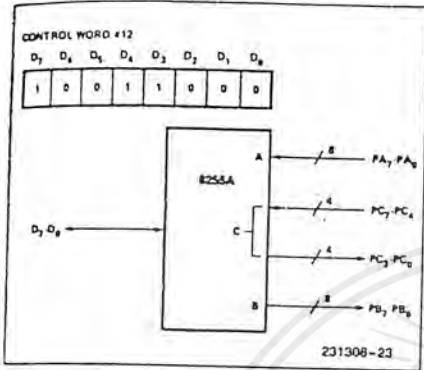 CONTROL WORD #12
D7 D6 D5 D4 D3 D2 D1 D0
1 0 0 1 1 0 0 0
A
8
PA7-PA0
8255A
4
PC7-PC4
D7-D0
C
4
PC3-PC0
B
8
PB7-PB0
231308-23